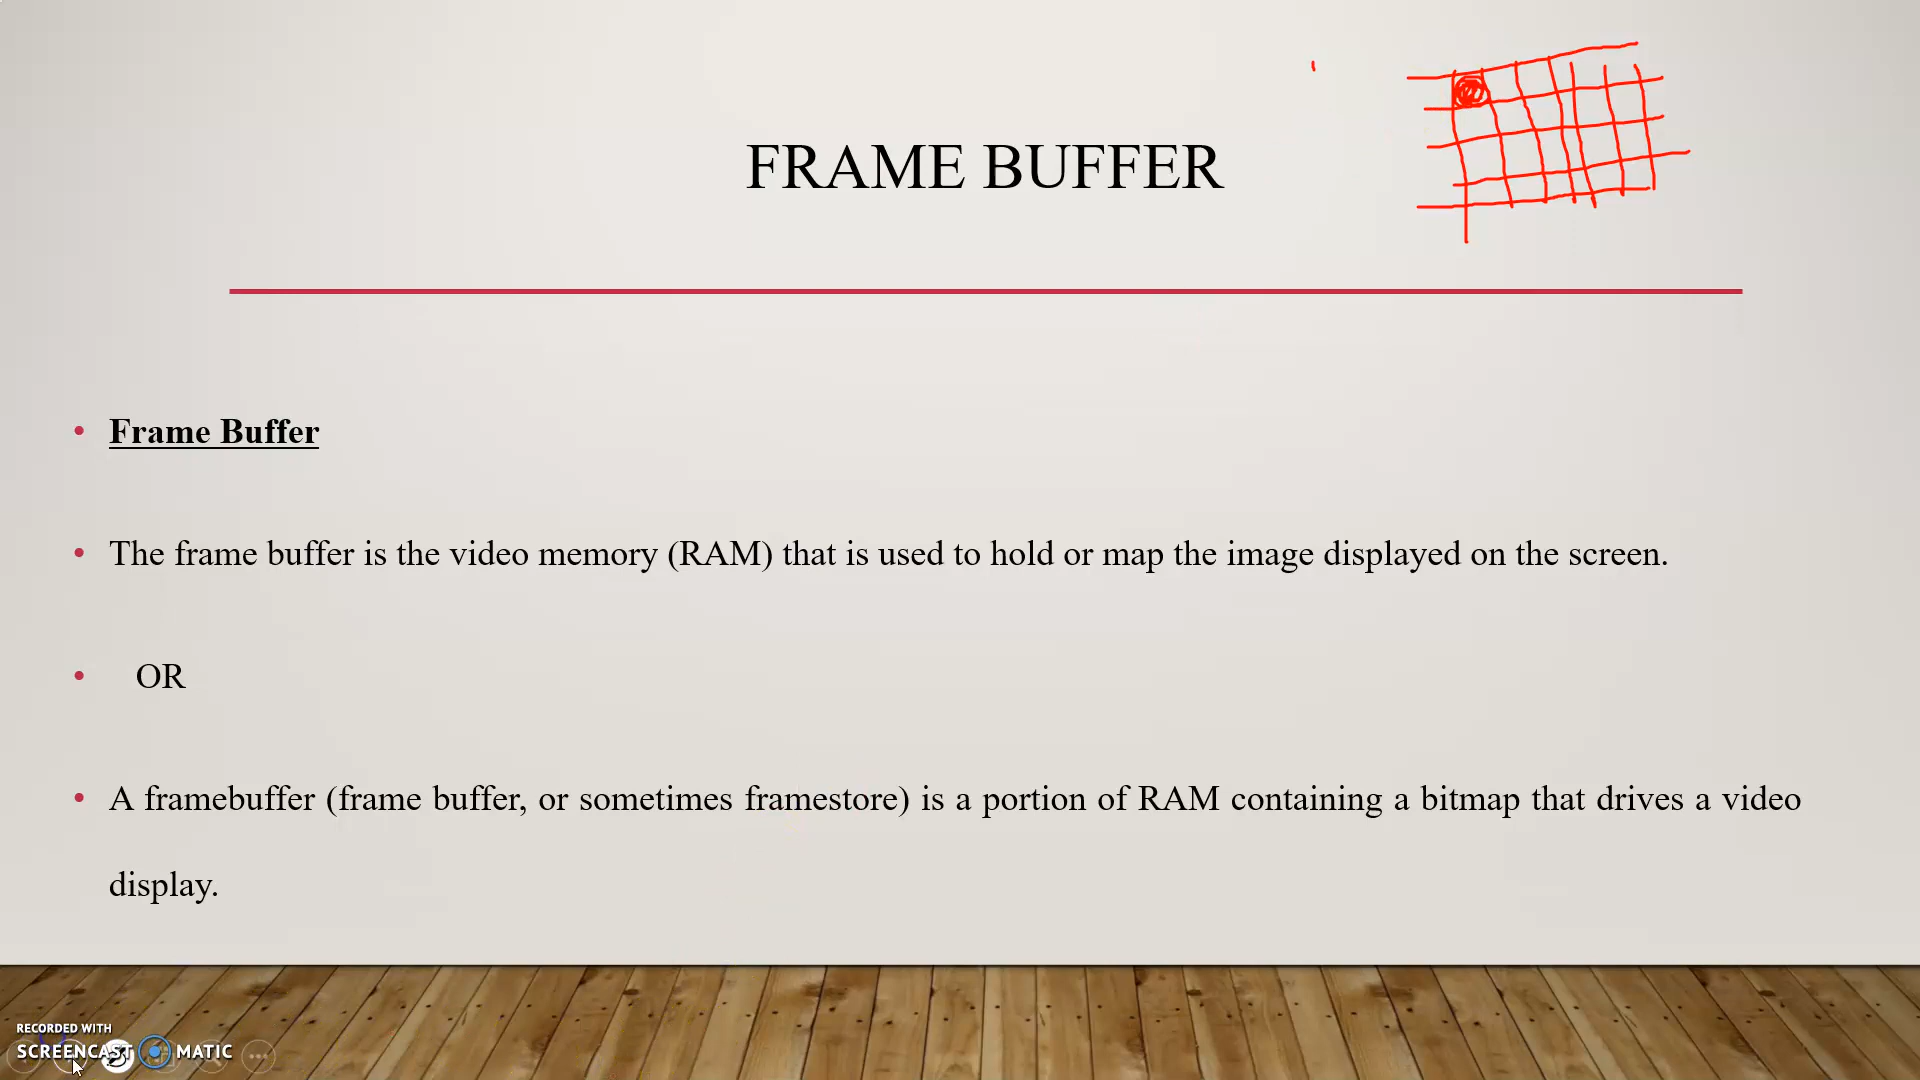 FRAME BUFFER
• Frame Buffer
• The frame buffer is the video memory (RAM) that is used to hold or map the image displayed on the screen.
• OR
• A framebuffer (frame buffer, or sometimes framestore) is a portion of RAM containing a bitmap that drives a video
display.
RECORDED WITH
SCREENCAST MATIC